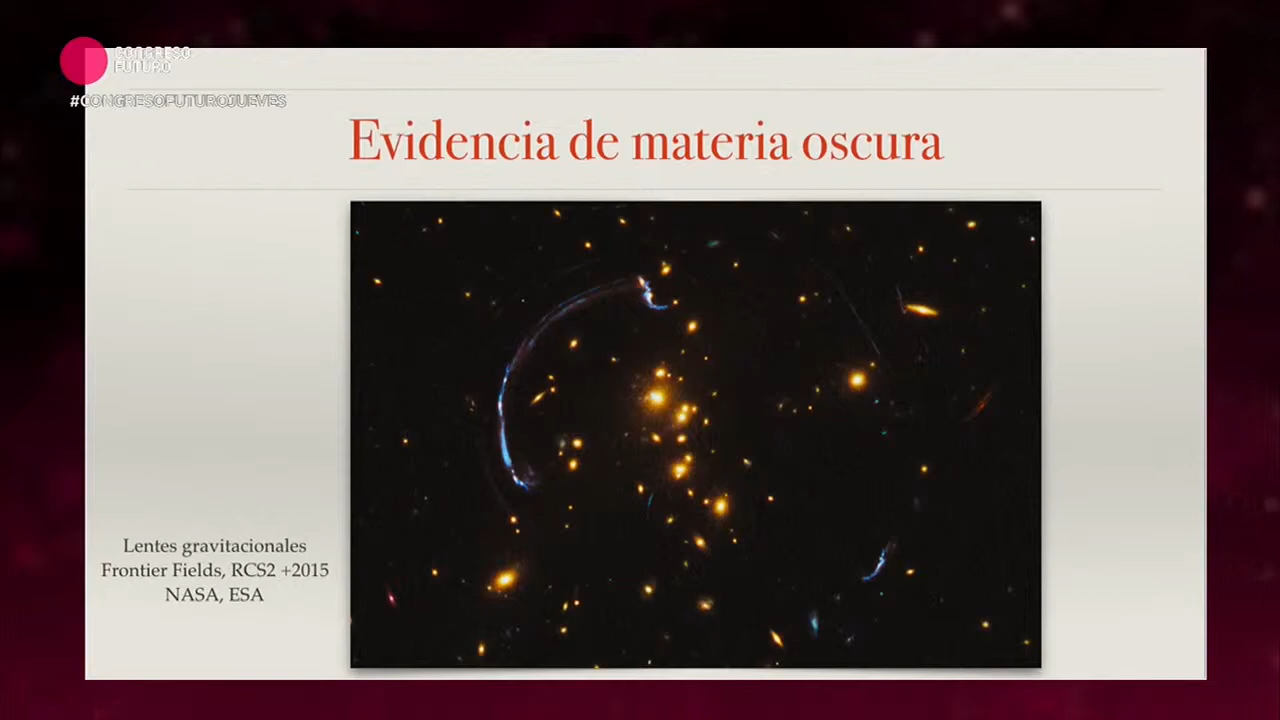 CONGRESO
FUTURO
#CONGRESOFUTUROJUEVES
Evidencia de materia oscura
Lentes gravitacionales
Frontier Fields, RCS2 +2015
NASA, ESA